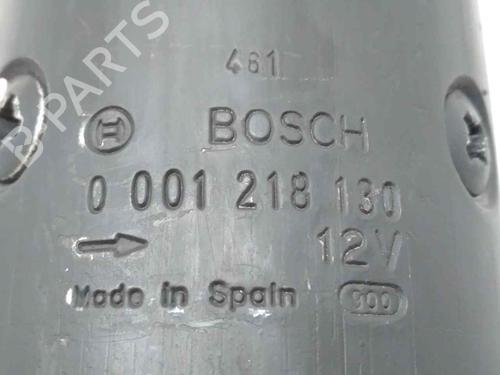 461
BOSCH
0 001 218 130
12V
Made in Spain 900
B-PARTS